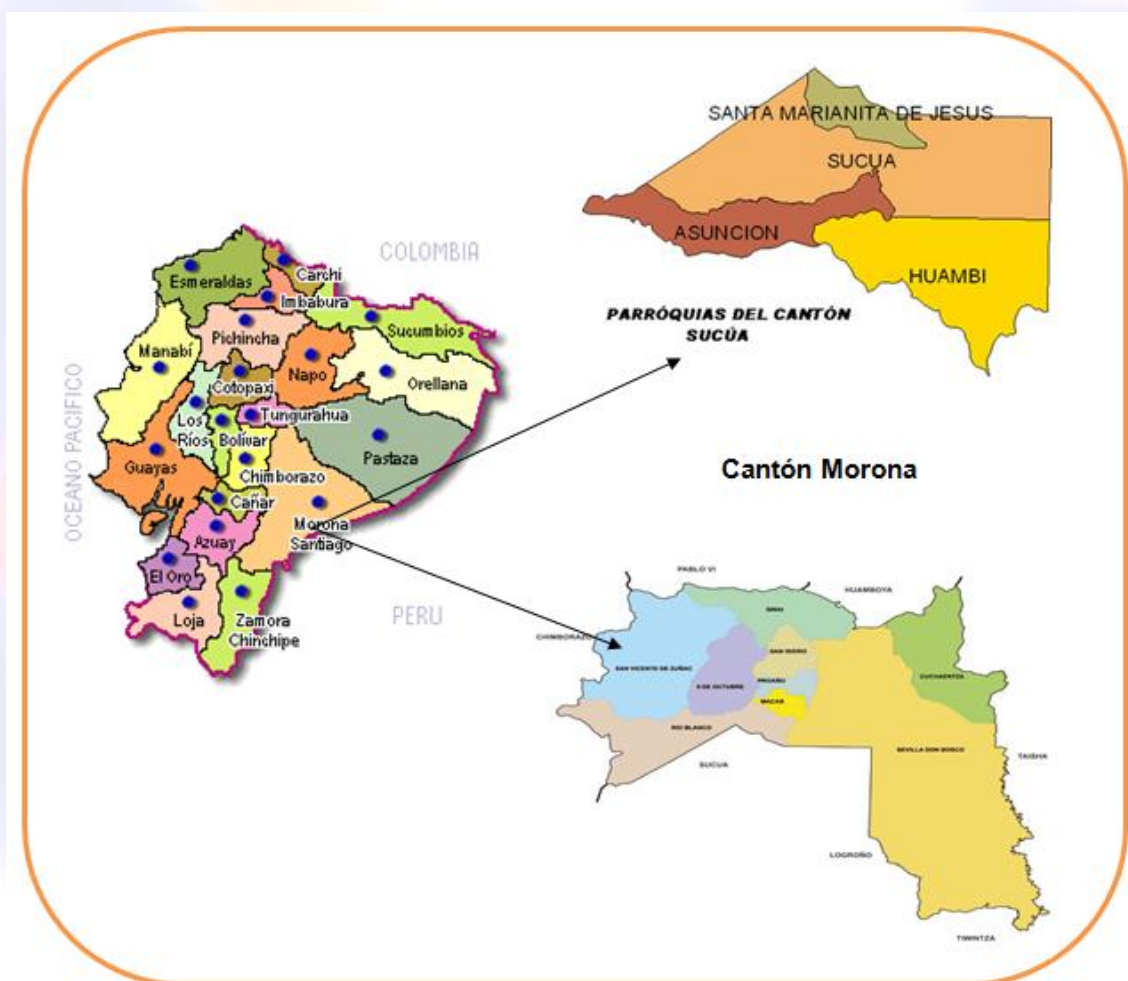 COLOMBIA
OCEANO PACIFICO
PERU
Esmeraldas
Carchi
Imbabura
Sucumbios
Pichincha
Manabí
Napo
Orellana
Cotopaxi
Los
Ríos
Tungurahua
Bolívar
Pastaza
Guayas
Chimborazo
Cañar
Morona
Santiago
Azuay
El Oro
Loja
Zamora
Chinchipe
SANTA MARIANITA DE JESUS
SUCUA
ASUNCION
HUAMBI
PARRÓQUIAS DEL CANTÓN
SUCÚA
Cantón Morona
PABLO VI
HUAMBOYA
CHIMBORAZO
SINAI
SAN ISIDRO
SAN VICENTE DE ZUÑAC
9 DE OCTUBRE
PROAÑO
CUCHAENTZA
MACAS
RIO BLANCO
SEVILLA DON BOSCO
SUCUA
TAISHA
LOGROÑO
TIWINTZA